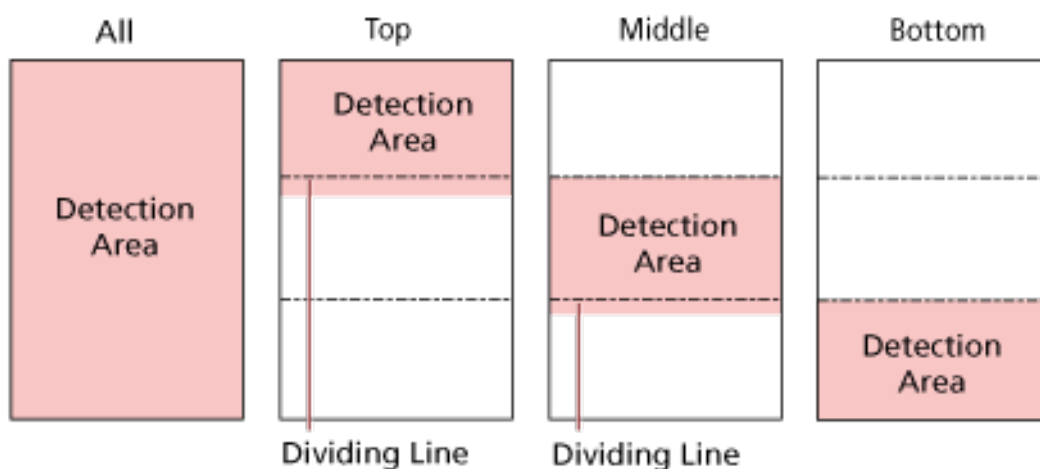 All
Top
Middle
Bottom
Detection
Area
Detection
Area
Detection
Area
Detection
Area
Dividing Line
Dividing Line